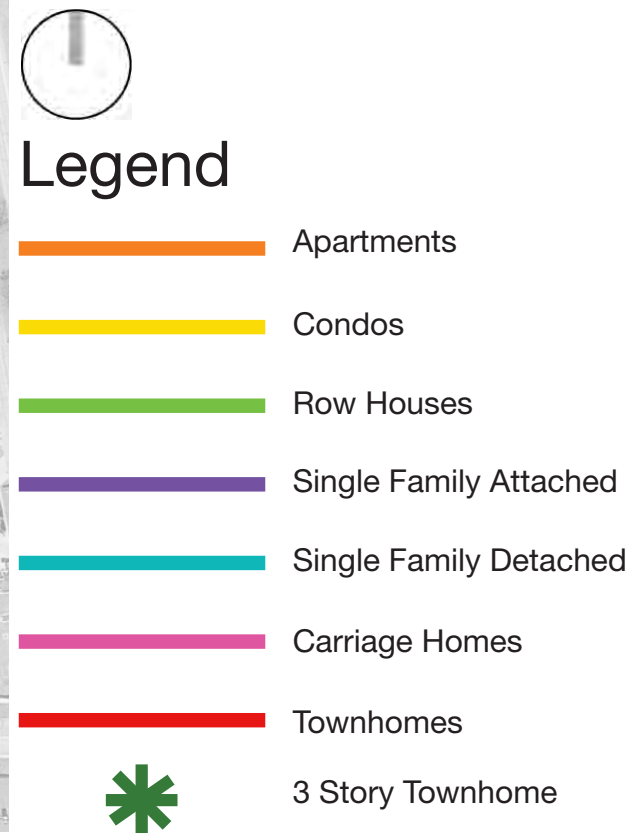 Legend
Apartments
Condos
Row Houses
Single Family Attached
Single Family Detached
Carriage Homes
Townhomes
3 Story Townhome